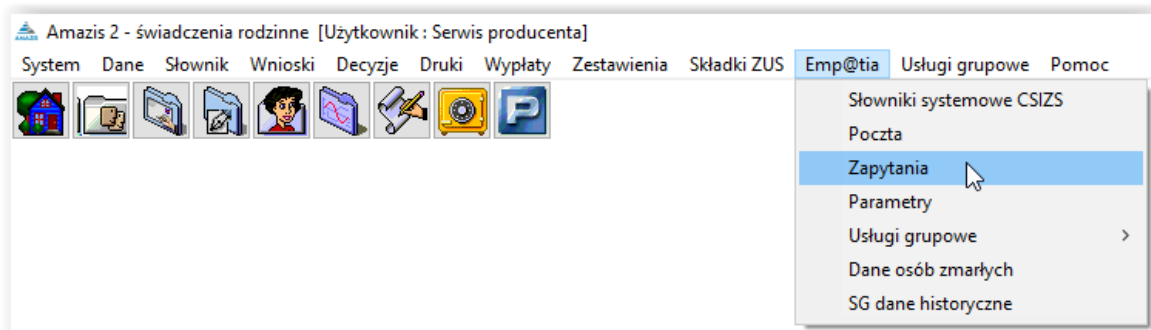 Amazis 2 - świadczenia rodzinne [Użytkownik : Serwis producenta]
System Dane Słownik Wnioski Decyzje Druki Wypłaty Zestawienia Składki ZUS Emp@tia Usługi grupowe Pomoc
Słowniki systemowe CSIZS
Poczta
Zapytania
Parametry
Usługi grupowe
Dane osób zmarłych
SG dane historyczne